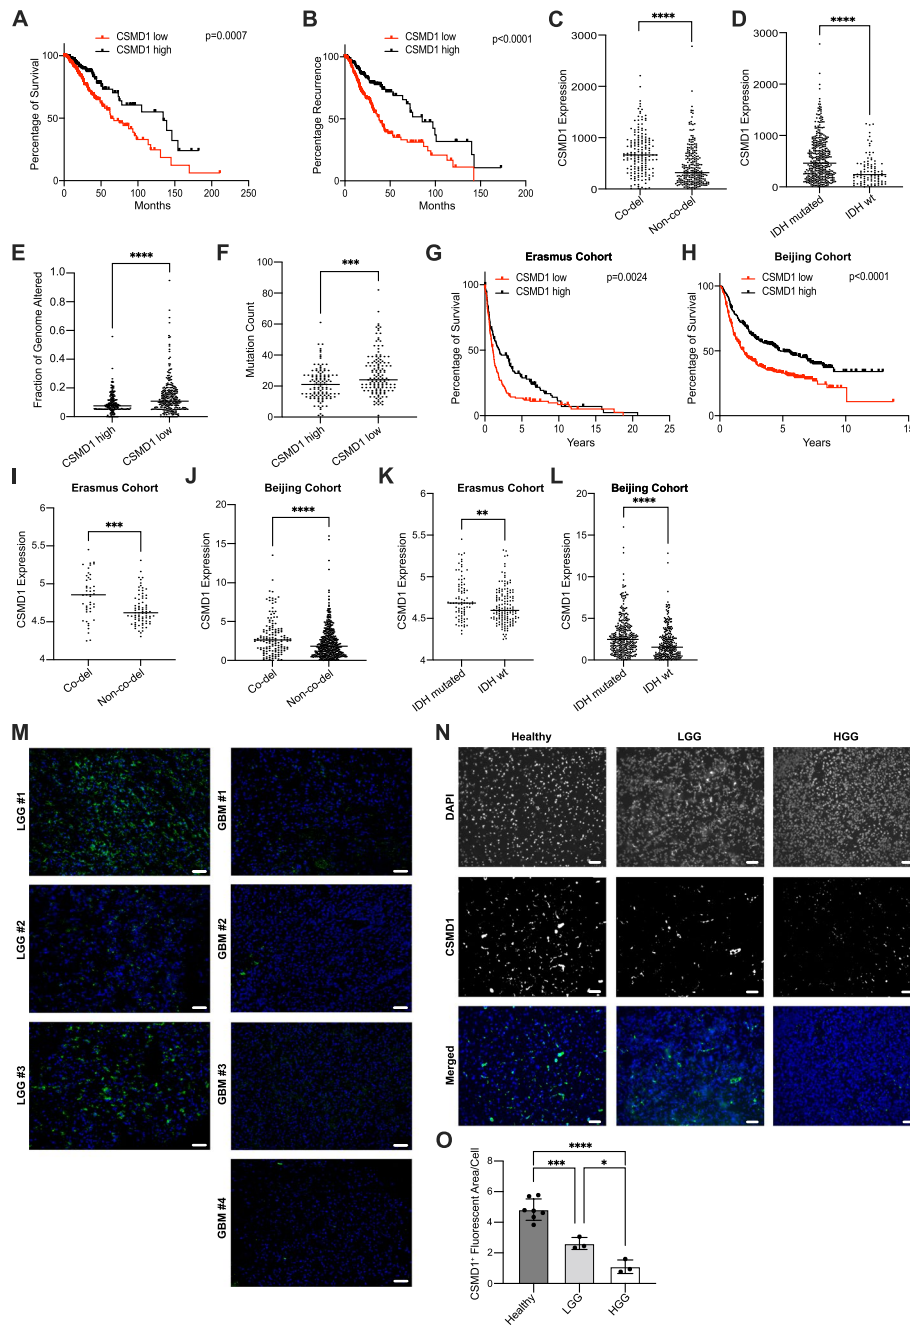 A
CSMD1 low
CSMD1 high
p=0.0007
Percentage of Survival
100
50
0
0 50 100 150 200 250
Months
B
CSMD1 low
CSMD1 high
p<0.0001
Percentage Recurrence
100
50
0
0 50 100 150 200
Months
C
****
CSMD1 Expression
3000
2000
1000
0
Co-del
Non-co-del
D
****
CSMD1 Expression
3000
2000
1000
0
IDH mutated
IDH wt
E
****
Fraction of Genome Altered
1.0
0.8
0.6
0.4
0.2
0
CSMD1 high
CSMD1 low
F
***
Mutation Count
100
80
60
40
20
0
CSMD1 high
CSMD1 low
G
Erasmus Cohort
CSMD1 low
CSMD1 high
p=0.0024
Percentage of Survival
100
50
0
0 5 10 15 20 25
Years
H
Beijing Cohort
CSMD1 low
CSMD1 high
p<0.0001
Percentage of Survival
100
50
0
0 5 10 15
Years
I
Erasmus Cohort
***
CSMD1 Expression
6
5.5
5
4.5
4
Co-del
Non-co-del
J
Beijing Cohort
****
CSMD1 Expression
20
15
10
5
0
Co-del
Non-co-del
K
Erasmus Cohort
**
CSMD1 Expression
6
5.5
5
4.5
4
IDH mutated
IDH wt
L
Beijing Cohort
****
CSMD1 Expression
20
15
10
5
0
IDH mutated
IDH wt
M
LGG #1
GBM #1
LGG #2
GBM #2
LGG #3
GBM #3
GBM #4
N
Healthy
LGG
HGG
DAPI
CSMD1
Merged
O
****
***
*
CSMD1⁺ Fluorescent Area/Cell
8
6
4
2
0
Healthy
LGG
HGG